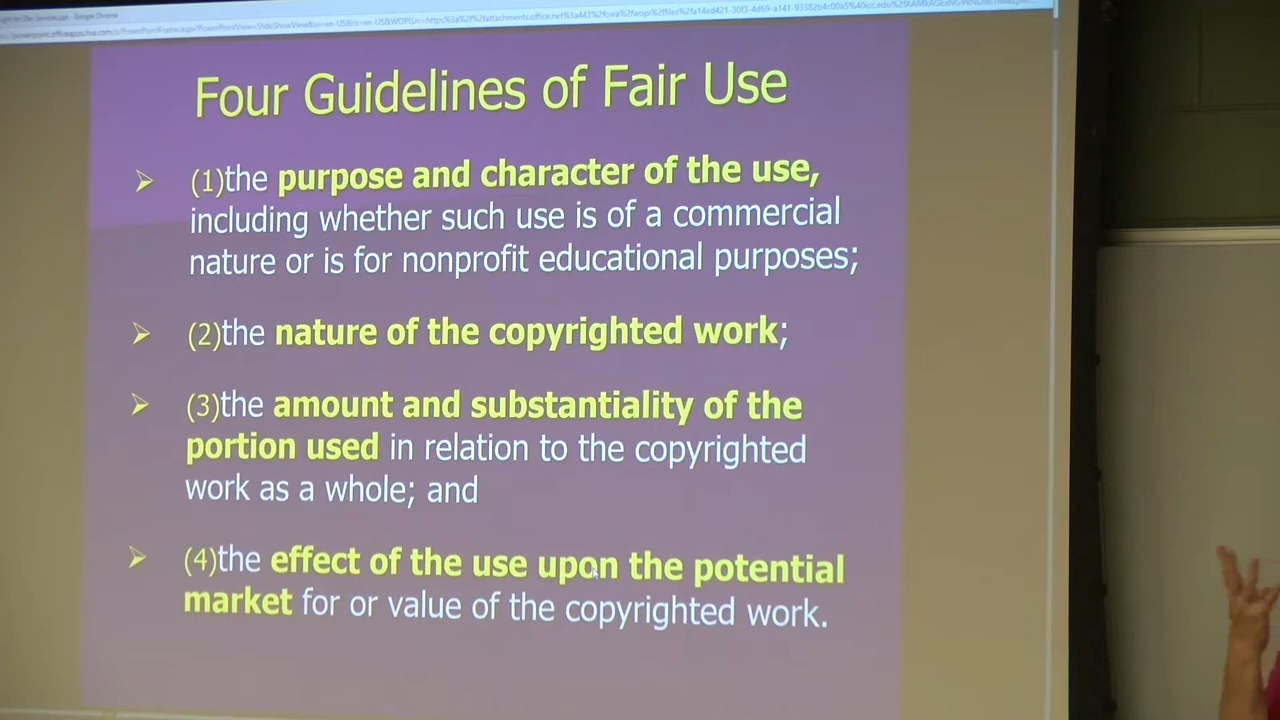 Four Guidelines of Fair Use
➢ (1)the purpose and character of the use,
including whether such use is of a commercial
nature or is for nonprofit educational purposes;
➢ (2)the nature of the copyrighted work;
➢ (3)the amount and substantiality of the
portion used in relation to the copyrighted
work as a whole; and
➢ (4)the effect of the use upon the potential
market for or value of the copyrighted work.